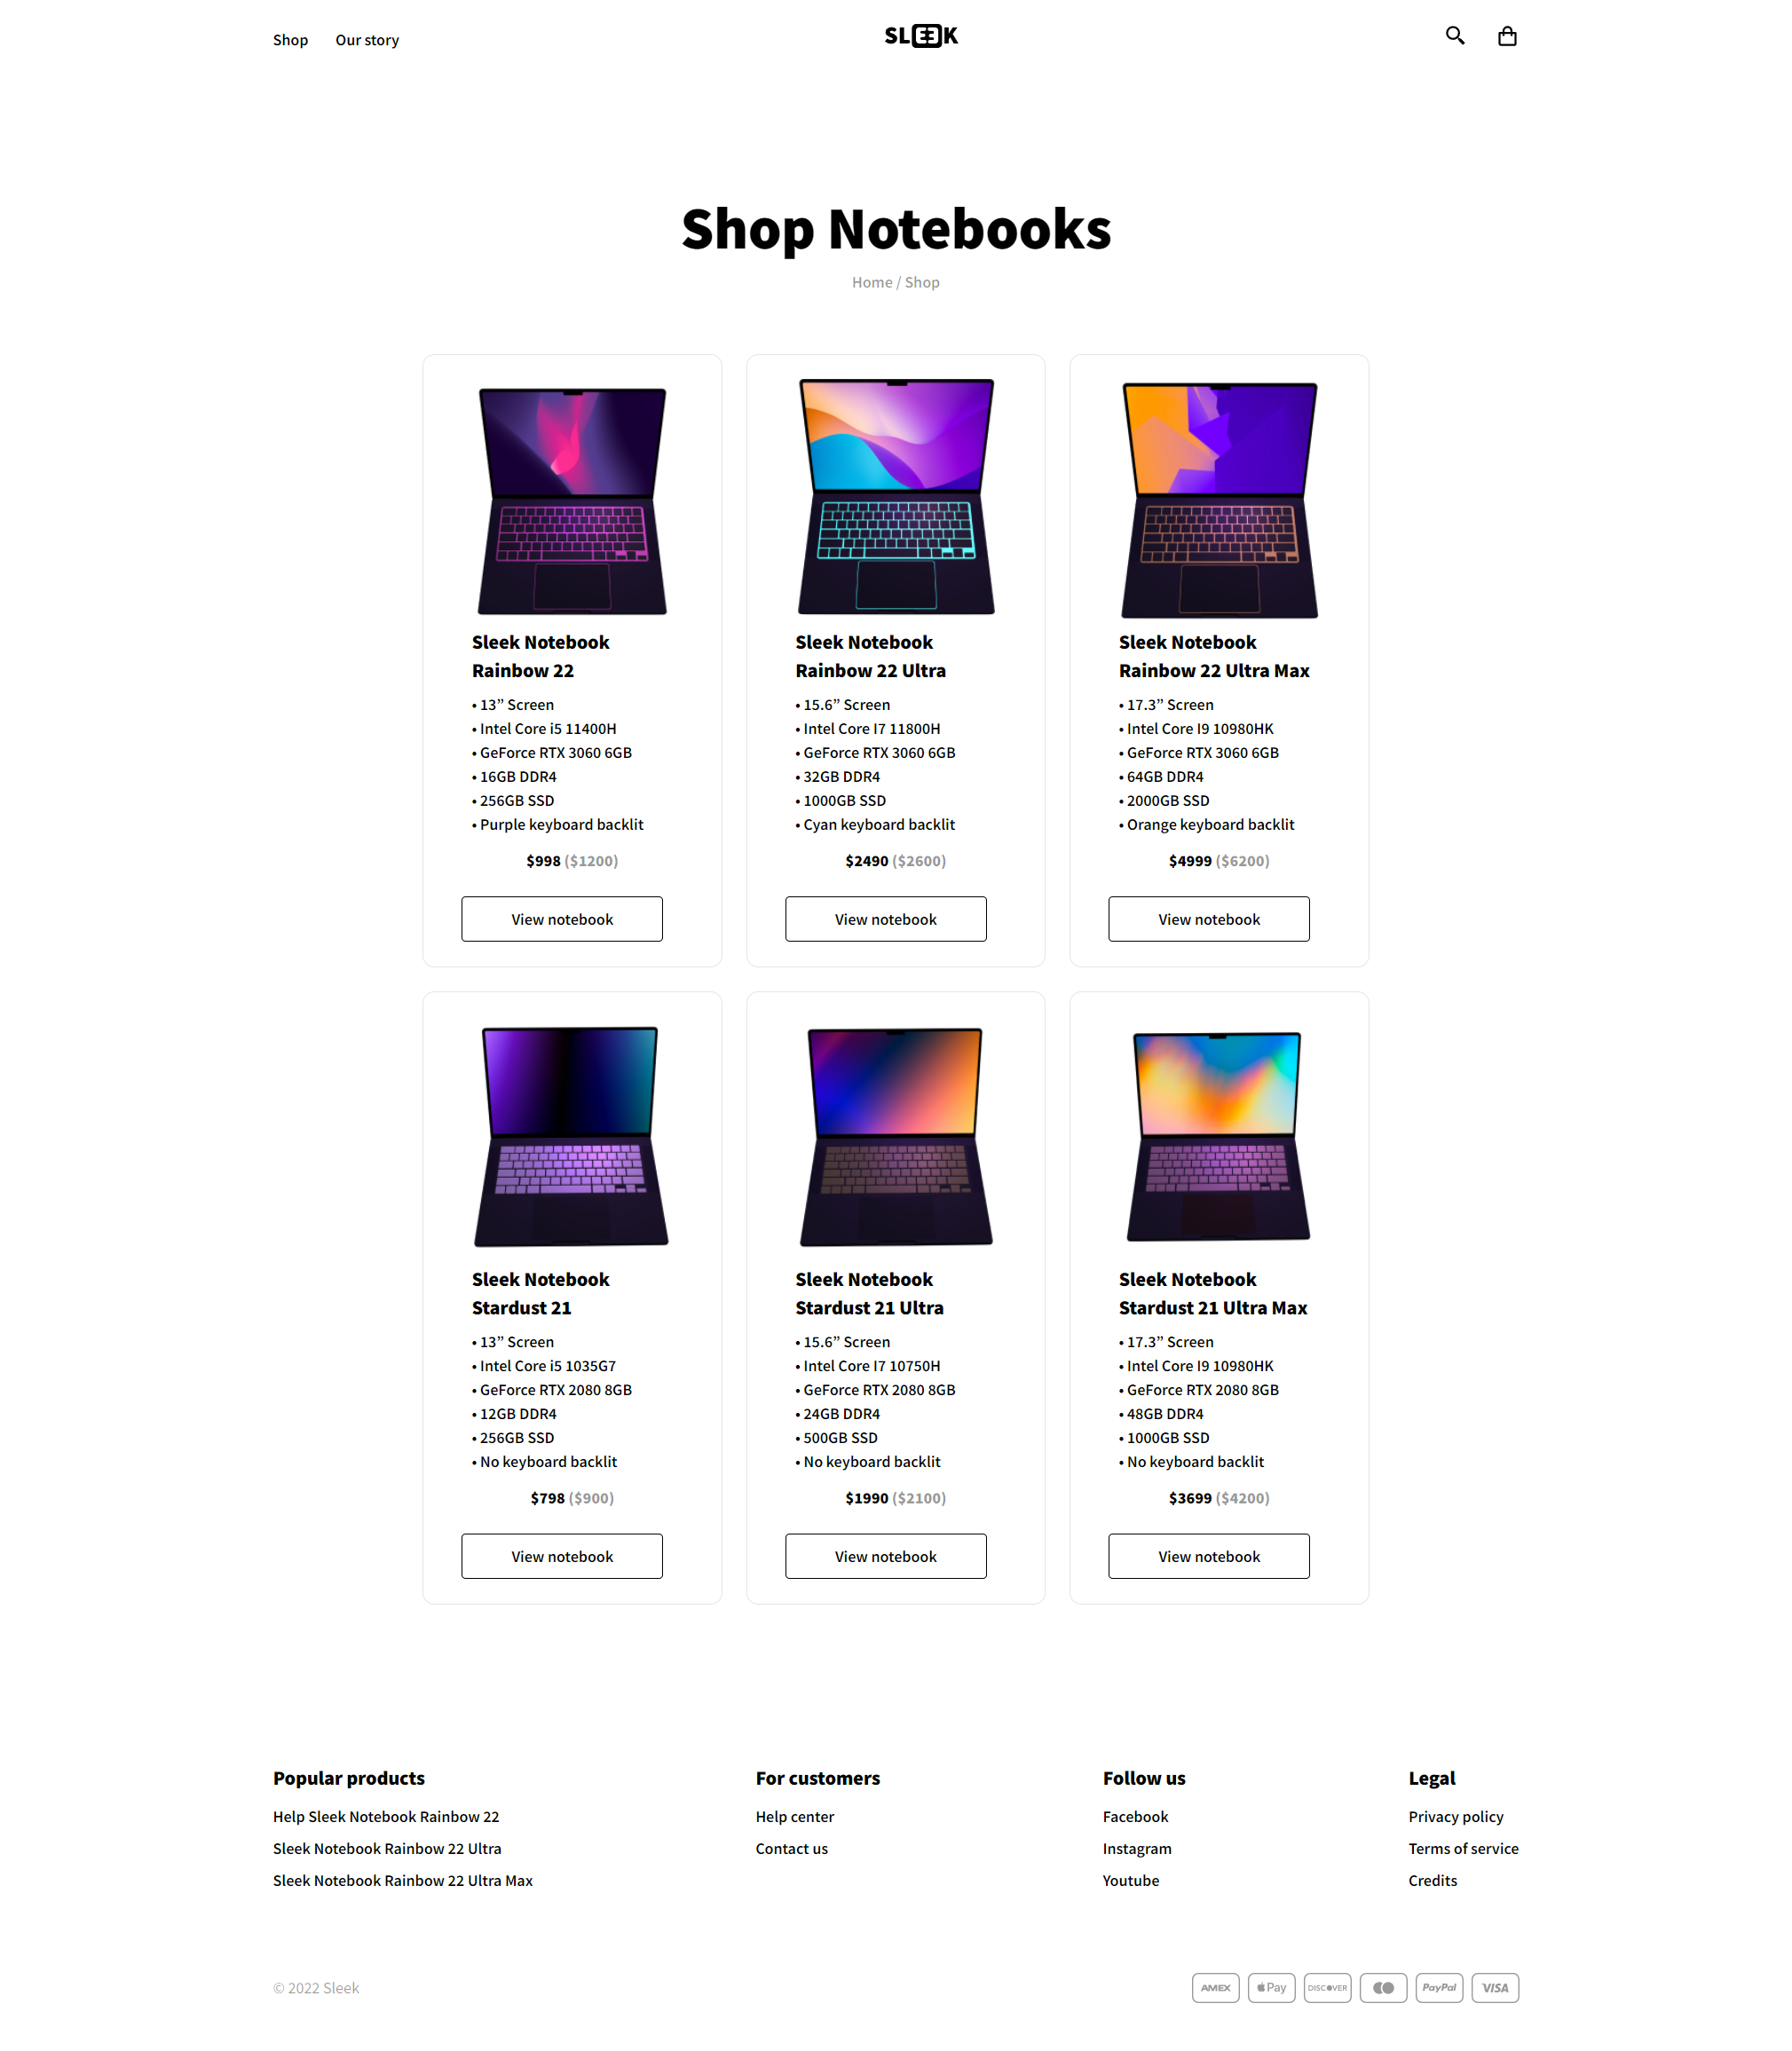 Shop
Our story
SLEEK
Shop Notebooks
Home / Shop
Sleek Notebook
Rainbow 22
• 13” Screen
• Intel Core i5 11400H
• GeForce RTX 3060 6GB
• 16GB DDR4
• 256GB SSD
• Purple keyboard backlit
$998 ($1200)
View notebook
Sleek Notebook
Rainbow 22 Ultra
• 15.6” Screen
• Intel Core I7 11800H
• GeForce RTX 3060 6GB
• 32GB DDR4
• 1000GB SSD
• Cyan keyboard backlit
$2490 ($2600)
View notebook
Sleek Notebook
Rainbow 22 Ultra Max
• 17.3” Screen
• Intel Core I9 10980HK
• GeForce RTX 3060 6GB
• 64GB DDR4
• 2000GB SSD
• Orange keyboard backlit
$4999 ($6200)
View notebook
Sleek Notebook
Stardust 21
• 13” Screen
• Intel Core i5 1035G7
• GeForce RTX 2080 8GB
• 12GB DDR4
• 256GB SSD
• No keyboard backlit
$798 ($900)
View notebook
Sleek Notebook
Stardust 21 Ultra
• 15.6” Screen
• Intel Core I7 10750H
• GeForce RTX 2080 8GB
• 24GB DDR4
• 500GB SSD
• No keyboard backlit
$1990 ($2100)
View notebook
Sleek Notebook
Stardust 21 Ultra Max
• 17.3” Screen
• Intel Core I9 10980HK
• GeForce RTX 2080 8GB
• 48GB DDR4
• 1000GB SSD
• No keyboard backlit
$3699 ($4200)
View notebook
Popular products
Help Sleek Notebook Rainbow 22
Sleek Notebook Rainbow 22 Ultra
Sleek Notebook Rainbow 22 Ultra Max
For customers
Help center
Contact us
Follow us
Facebook
Instagram
Youtube
Legal
Privacy policy
Terms of service
Credits
© 2022 Sleek
AMEX
Pay
DISCOVER
PayPal
VISA